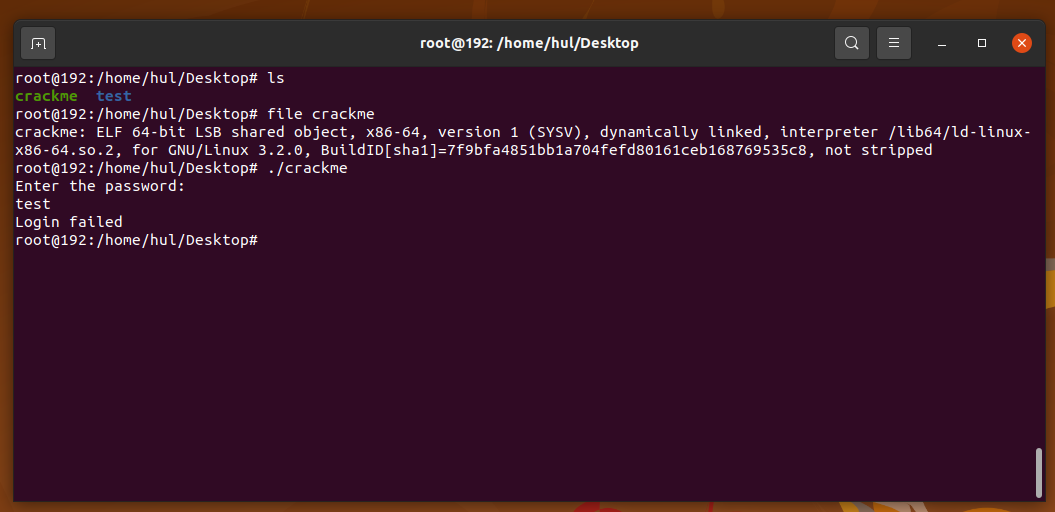 root@192: /home/hul/Desktop
root@192:/home/hul/Desktop# ls
crackme  test
root@192:/home/hul/Desktop# file crackme
crackme: ELF 64-bit LSB shared object, x86-64, version 1 (SYSV), dynamically linked, interpreter /lib64/ld-linux-
x86-64.so.2, for GNU/Linux 3.2.0, BuildID[sha1]=7f9bfa4851bb1a704fefd80161ceb168769535c8, not stripped
root@192:/home/hul/Desktop# ./crackme
Enter the password:
test
Login failed
root@192:/home/hul/Desktop#